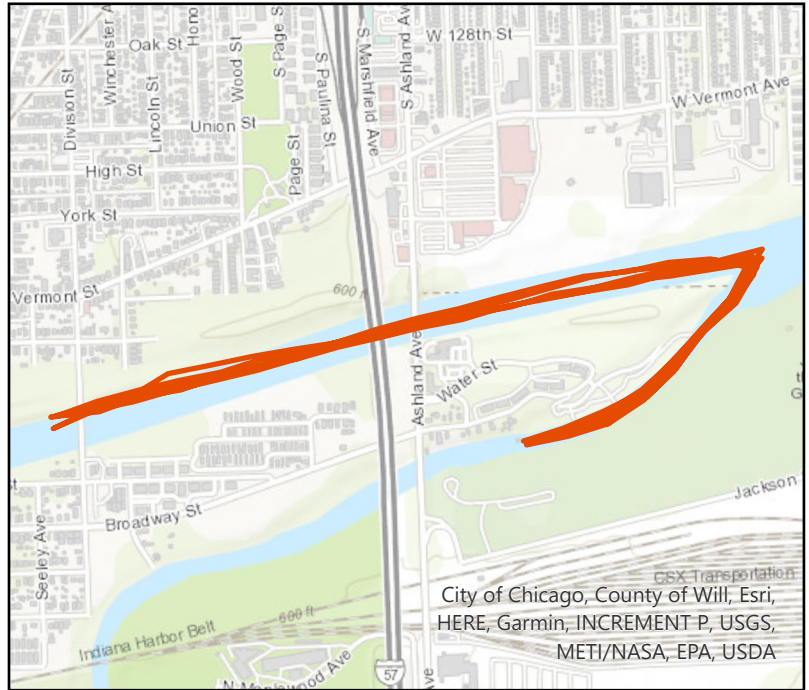 Oak St
Winchester A
Hono
Wood St
S Page S
S Paulina St
S Marshfield Ave
S Ashland Av
W 128th St
W Vermont Ave
Division St
Lincoln St
Union St
High St
Page St
York St
Vermont St
600 ft
Ashland Ave
Water St
th
G
st
Broadway St
Seeley Ave
Jackson
CSX Transportation
City of Chicago, County of Will, Esri,
HERE, Garmin, INCREMENT P, USGS,
METI/NASA, EPA, USDA
600 ft
Indiana Harbor Belt
57
Ave